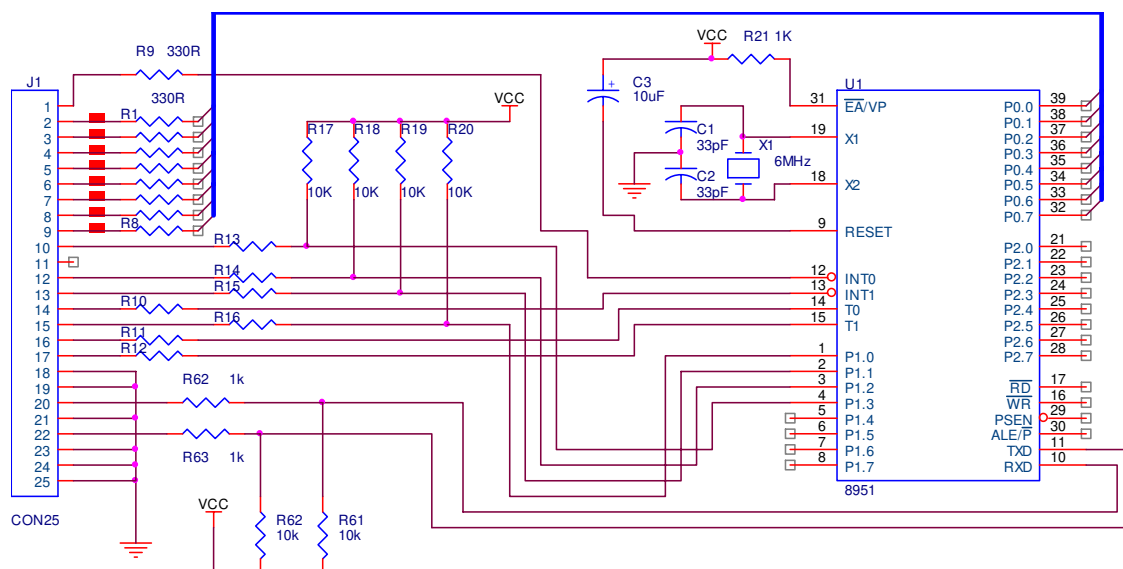 VCC
R21 1K
R9 330R
J1
C3
10uF
U1
330R
VCC
1
R1
31
EA/VP
P0.0
39
2
P0.1
38
3
R17
R18
R19
R20
C1
33pF
19
X1
P0.2
37
4
X1
P0.3
36
5
6MHz
P0.4
35
6
10K
10K
10K
10K
C2
33pF
18
X2
P0.5
34
7
P0.6
33
8
P0.7
32
9
R8
9
RESET
10
R13
P2.0
21
11
P2.1
22
12
R14
12
INT0
P2.2
23
13
R15
13
INT1
P2.3
24
14
R10
14
T0
P2.4
25
15
R16
15
T1
P2.5
26
16
R11
P2.6
27
17
R12
1
P1.0
P2.7
28
18
2
P1.1
19
R62 1k
3
P1.2
RD
17
20
4
P1.3
WR
16
21
5
P1.4
PSEN
29
22
6
P1.5
ALE/P
30
23
R63 1k
7
P1.6
TXD
11
24
8
P1.7
RXD
10
25
8951
CON25
VCC
R62
10k
R61
10k